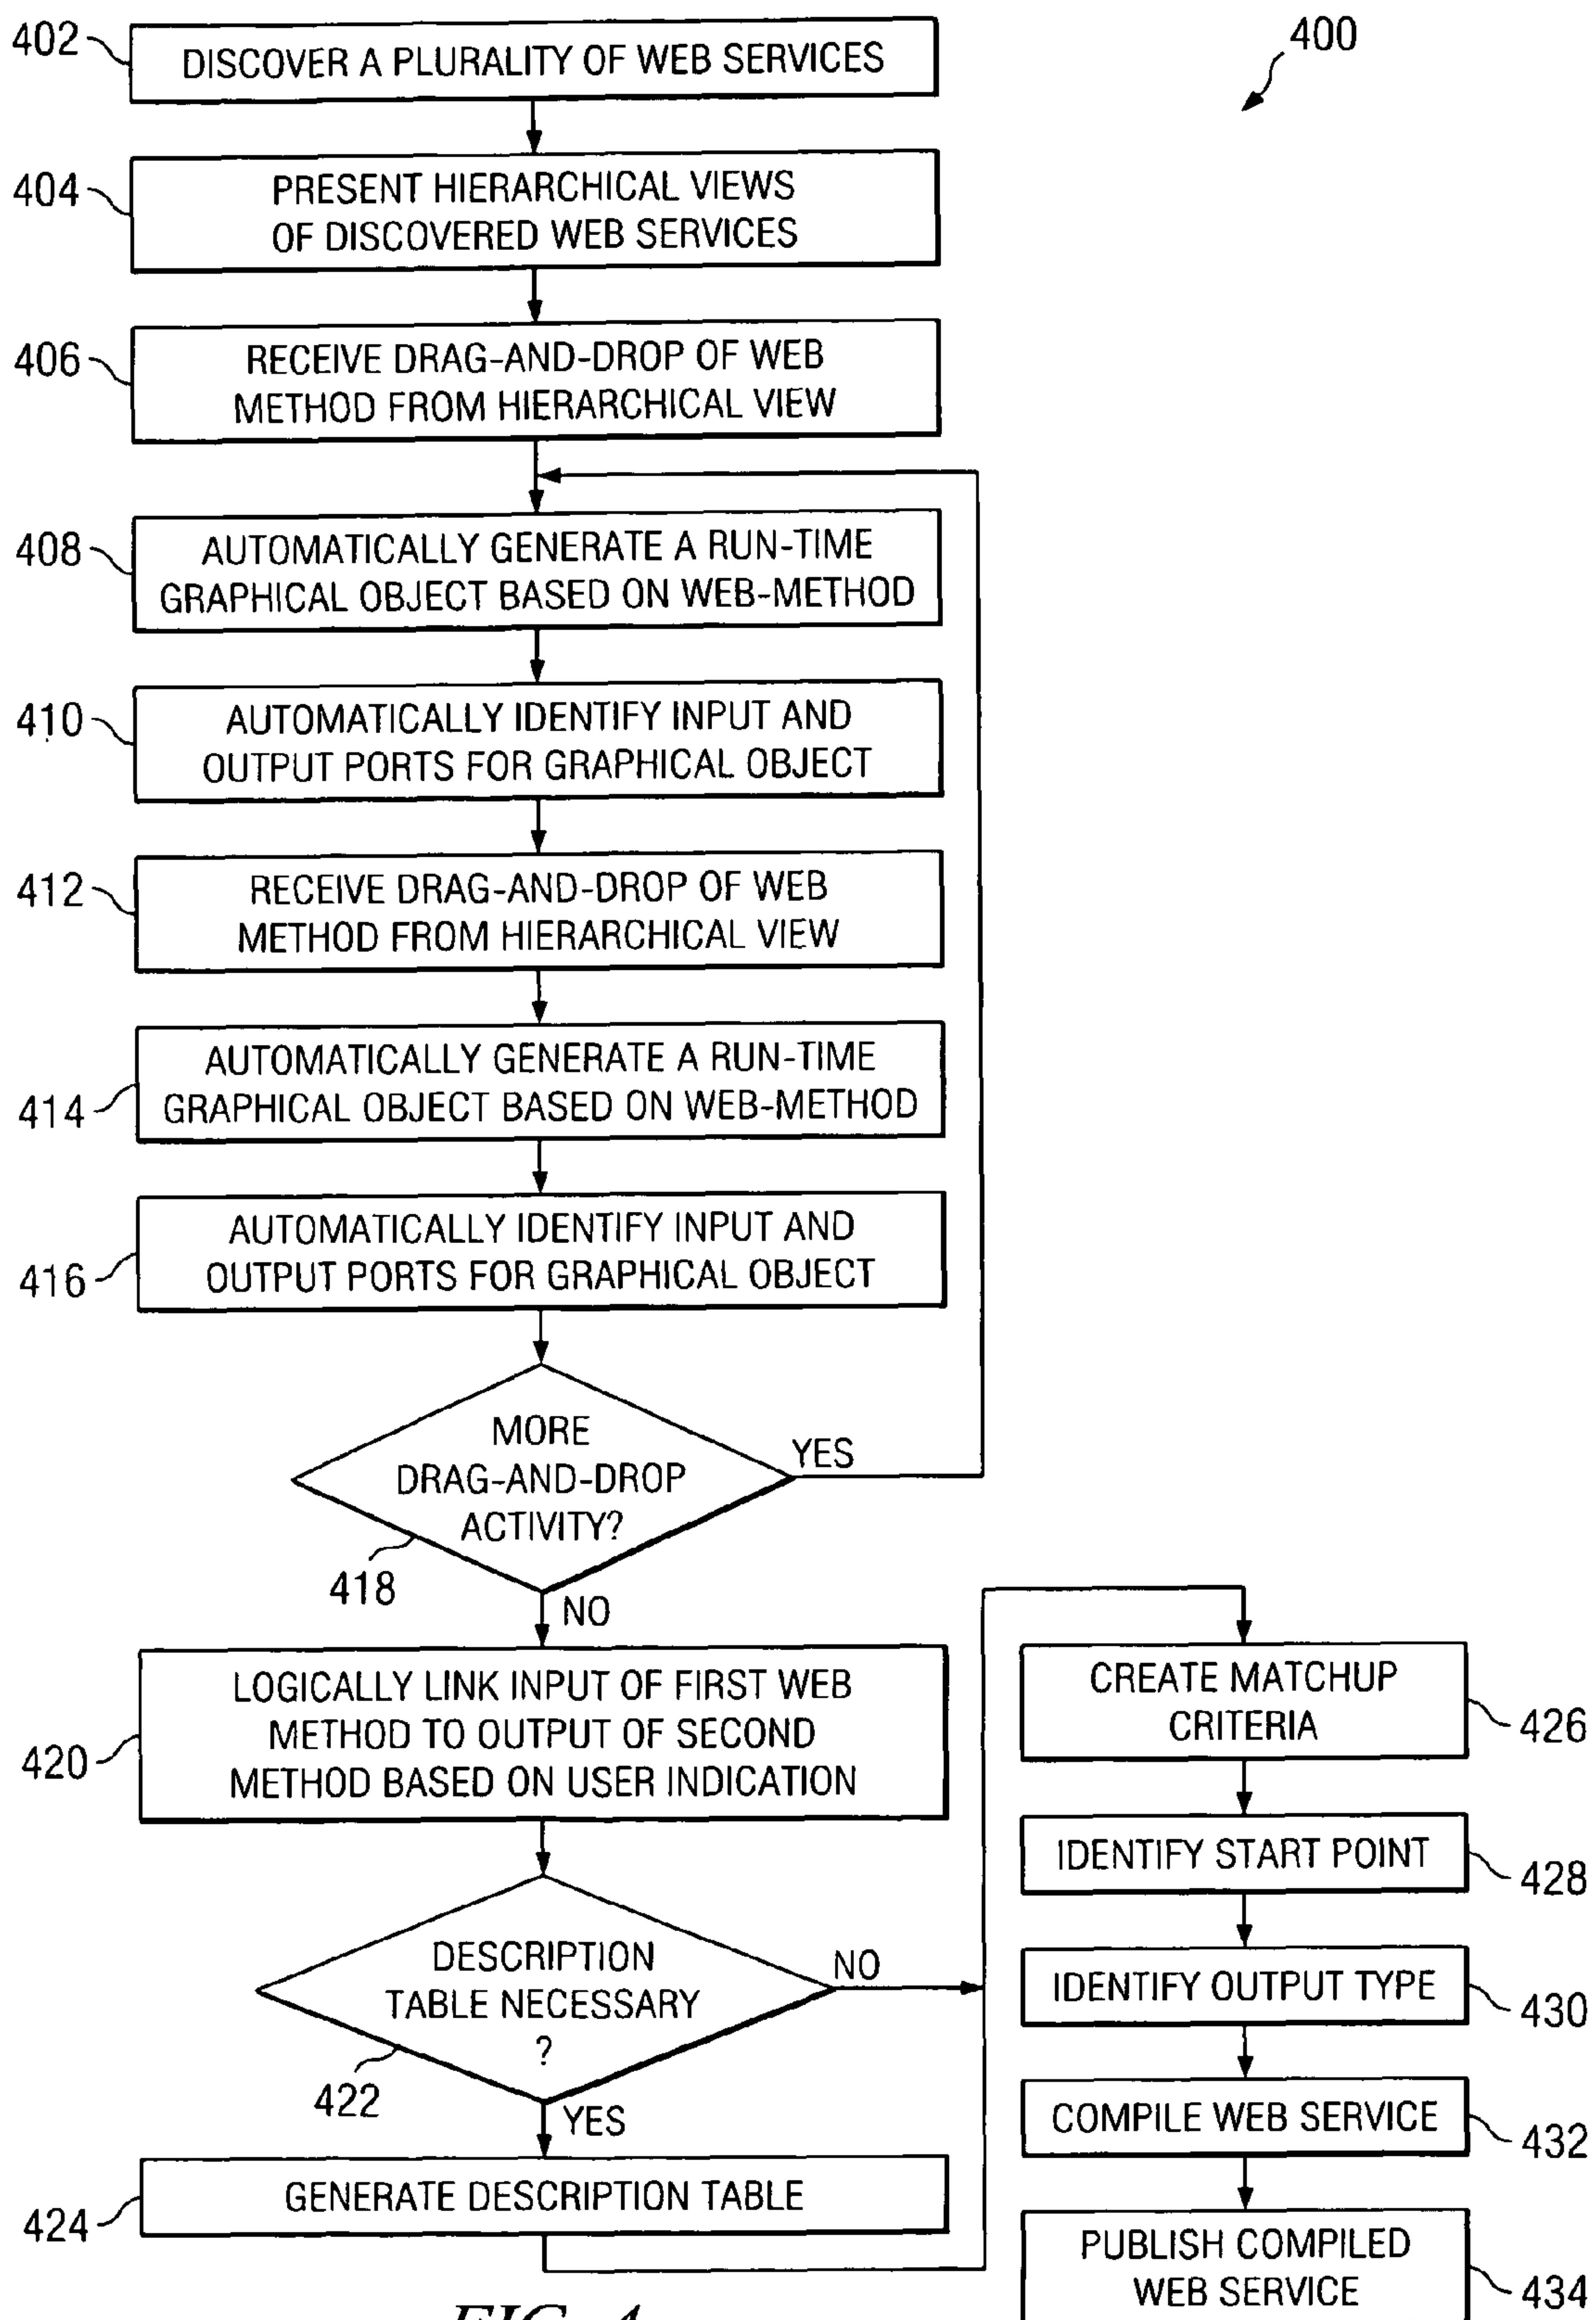 400
402
DISCOVER A PLURALITY OF WEB SERVICES
404
PRESENT HIERARCHICAL VIEWS
OF DISCOVERED WEB SERVICES
406
RECEIVE DRAG-AND-DROP OF WEB
METHOD FROM HIERARCHICAL VIEW
408
AUTOMATICALLY GENERATE A RUN-TIME
GRAPHICAL OBJECT BASED ON WEB-METHOD
410
AUTOMATICALLY IDENTIFY INPUT AND
OUTPUT PORTS FOR GRAPHICAL OBJECT
412
RECEIVE DRAG-AND-DROP OF WEB
METHOD FROM HIERARCHICAL VIEW
414
AUTOMATICALLY GENERATE A RUN-TIME
GRAPHICAL OBJECT BASED ON WEB-METHOD
416
AUTOMATICALLY IDENTIFY INPUT AND
OUTPUT PORTS FOR GRAPHICAL OBJECT
MORE
DRAG-AND-DROP
ACTIVITY?
YES
418
NO
420
LOGICALLY LINK INPUT OF FIRST WEB
METHOD TO OUTPUT OF SECOND
METHOD BASED ON USER INDICATION
DESCRIPTION
TABLE NECESSARY
?
NO
422
YES
424
GENERATE DESCRIPTION TABLE
CREATE MATCHUP
CRITERIA
426
IDENTIFY START POINT
428
IDENTIFY OUTPUT TYPE
430
COMPILE WEB SERVICE
432
PUBLISH COMPILED
WEB SERVICE
434
FIG. 4